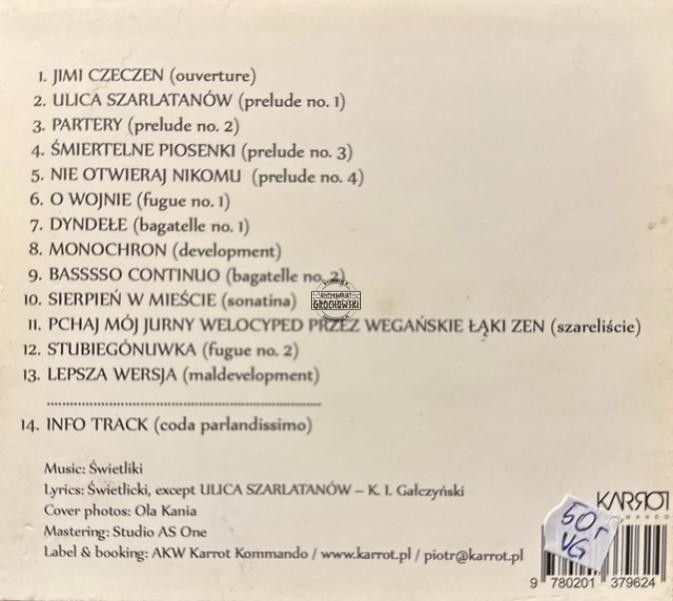 1. JIMI CZECZEN (ouverture)
2. ULICA SZARLATANÓW (prelude no. 1)
3. PARTERY (prelude no. 2)
4. ŚMIERTELNE PIOSENKI (prelude no. 3)
5. NIE OTWIERAJ NIKOMU (prelude no. 4)
6. O WOJNIE (fugue no. 1)
7. DYNDEŁE (bagatelle no. 1)
8. MONOCHRON (development)
9. BASSSSO CONTINUO (bagatelle no. 2)
10. SIERPIEŃ W MIEŚCIE (sonatina)
GROCHOWSKI
11. PCHAJ MÓJ JURNY WELOCYPED PRZEZ WEGAŃSKIE ŁĄKI ZEN (szareliście)
12. STUBIEGÓNUWKA (fugue no. 2)
13. LEPSZA WERSJA (maldevelopment)
14. INFO TRACK (coda parlandissimo)
Music: Świetliki
Lyrics: Świetlicki, except ULICA SZARLATANÓW – K. I. Gałczyński
Cover photos: Ola Kania
Mastering: Studio AS One
Label & booking: AKW Karrot Kommando / www.karrot.pl / piotr@karrot.pl
KARROT
50
VG
9 780201 379624